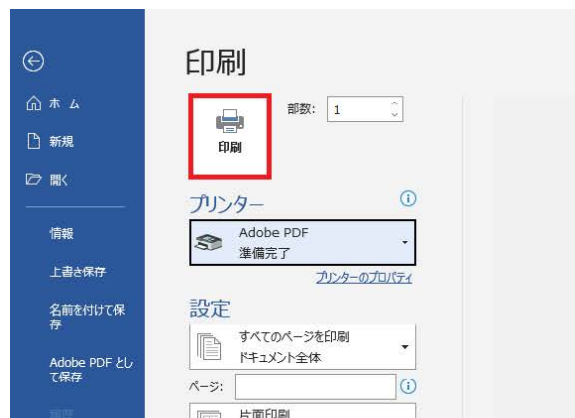 印刷
ホーム
新規
開く
情報
上書き保存
名前を付けて保
存
Adobe PDF とし
て保存
部数: 1
印刷
プリンター
Adobe PDF
準備完了
プリンターのプロパティ
設定
すべてのページを印刷
ドキュメント全体
ページ:
片面印刷